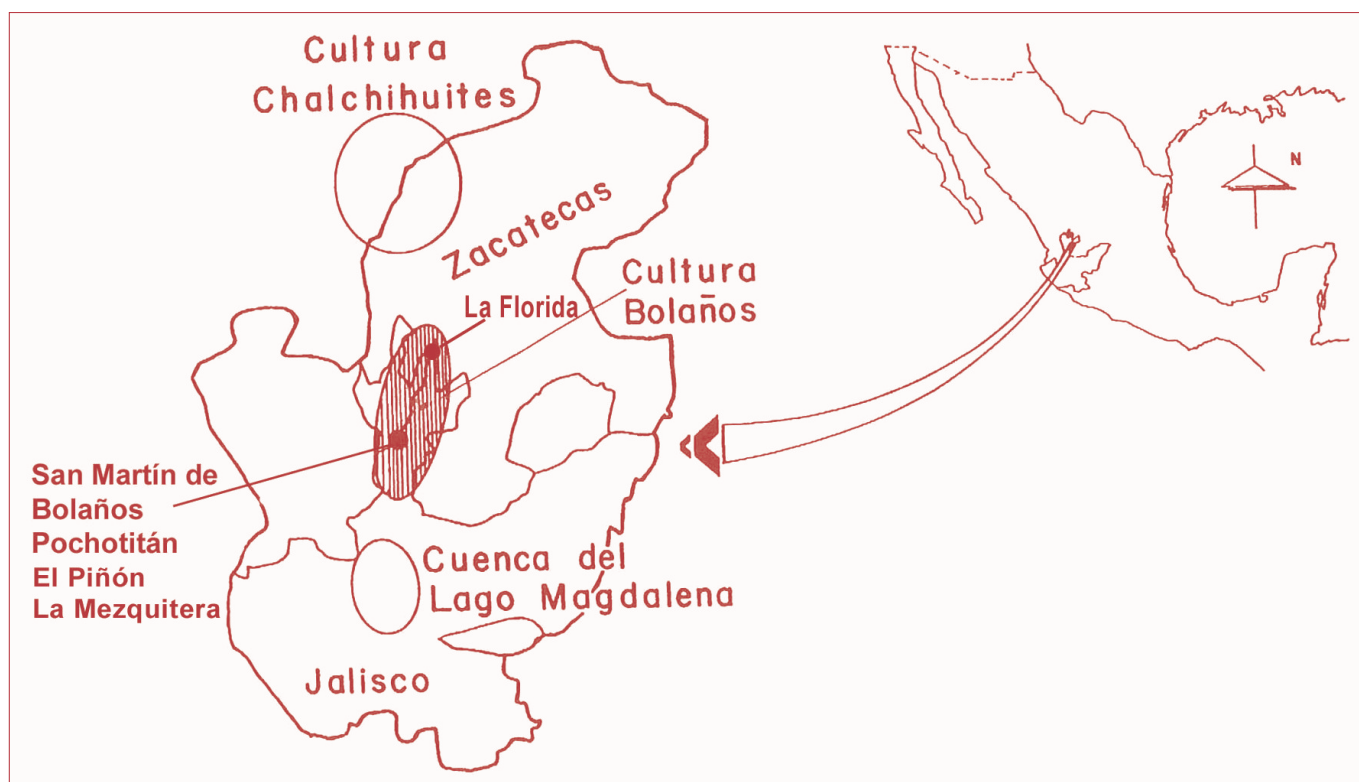 Cultura
Chalchihuites
Zacatecas
Cultura
Bolaños
La Florida
San Martín de
Bolaños
Pochotitán
El Piñón
La Mezquitera
Cuenca del
Lago Magdalena
Jalisco
N